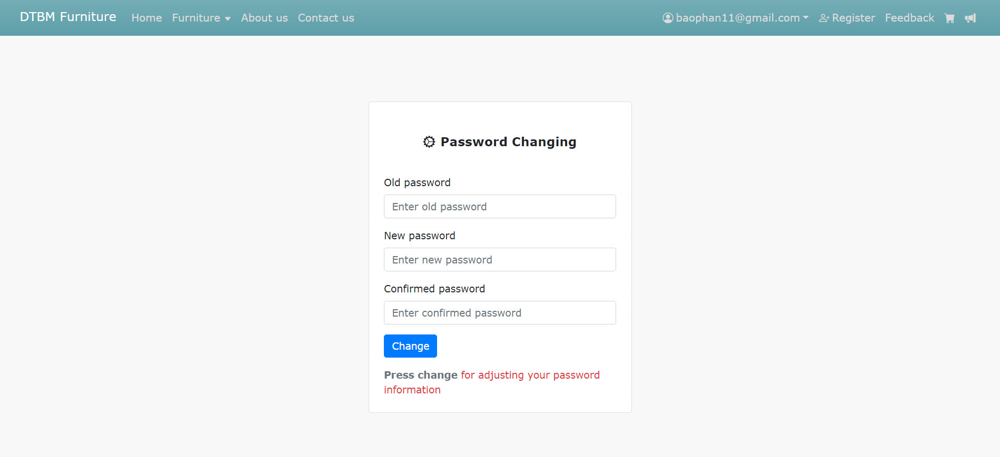 DTBM Furniture Home Furniture About us Contact us baophan11@gmail.com Register Feedback
Password Changing
Old password
Enter old password
New password
Enter new password
Confirmed password
Enter confirmed password
Change
Press change for adjusting your password
information